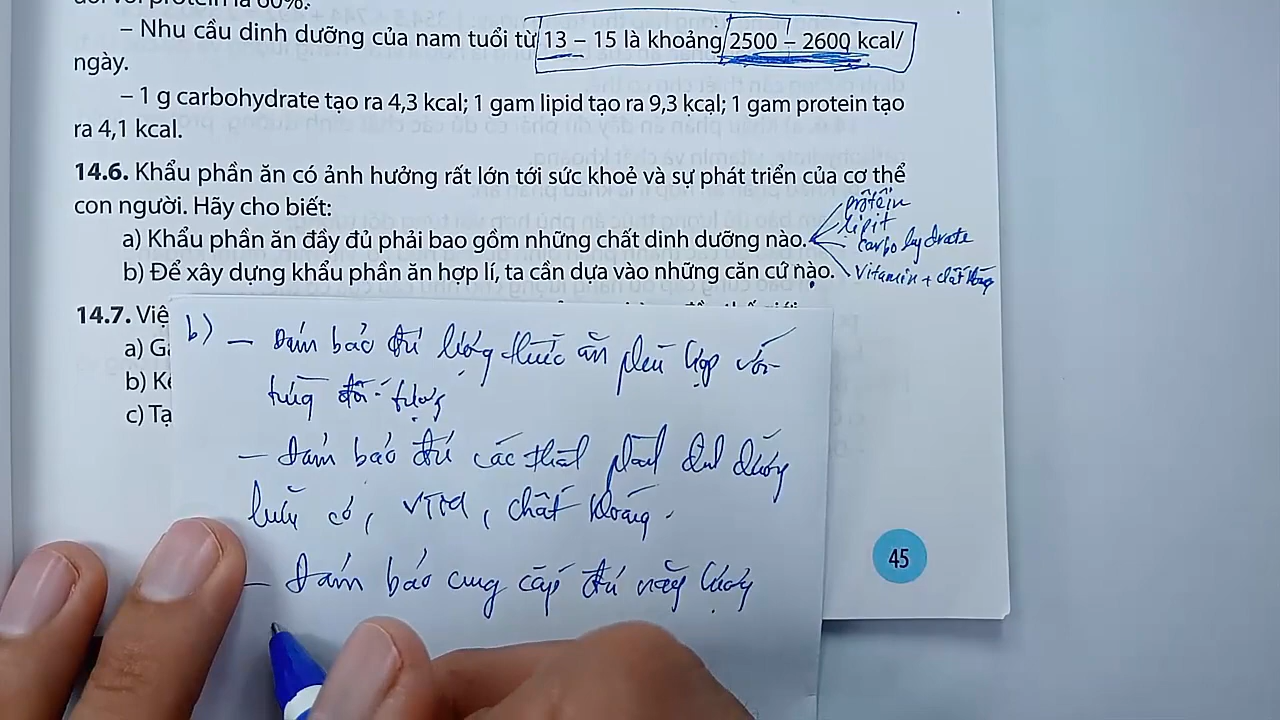 đối với protein là 60%.
– Nhu cầu dinh dưỡng của nam tuổi từ 13 – 15 là khoảng 2500 – 2600 kcal/
ngày.
– 1 g carbohydrate tạo ra 4,3 kcal; 1 gam lipid tạo ra 9,3 kcal; 1 gam protein tạo
ra 4,1 kcal.
14.6. Khẩu phần ăn có ảnh hưởng rất lớn tới sức khoẻ và sự phát triển của cơ thể
con người. Hãy cho biết:
protêin
lipit
a) Khẩu phần ăn đầy đủ phải bao gồm những chất dinh dưỡng nào.
carbohydrate
b) Để xây dựng khẩu phần ăn hợp lí, ta cần dựa vào những căn cứ nào.
Vitamin + chất khoáng
14.7. Việ
a) G
b) Kể
c) Tạ
b) – Đảm bảo đủ lượng thức ăn phù hợp với
từng đối tượng
– Đảm bảo đủ các thành phần dinh dưỡng
hữu cơ, vita, chất khoáng.
– Đảm bảo cung cấp đủ năng lượng
45